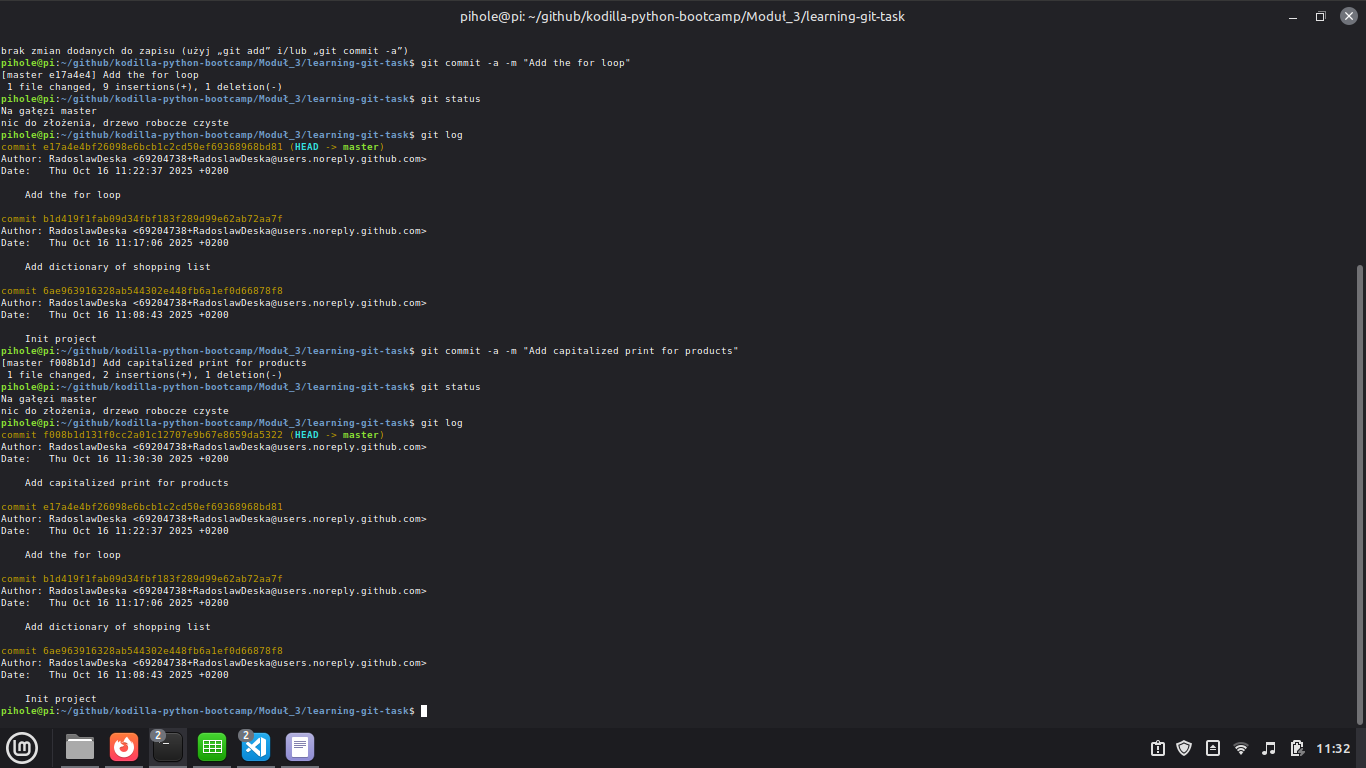 pihole@pi: ~/github/kodilla-python-bootcamp/Moduł_3/learning-git-task
brak zmian dodanych do zapisu (użyj „git add” i/lub „git commit -a”)
pihole@pi:~/github/kodilla-python-bootcamp/Moduł_3/learning-git-task$ git commit -a -m "Add the for loop"
[master e17a4e4] Add the for loop
 1 file changed, 9 insertions(+), 1 deletion(-)
pihole@pi:~/github/kodilla-python-bootcamp/Moduł_3/learning-git-task$ git status
Na gałęzi master
nic do złożenia, drzewo robocze czyste
pihole@pi:~/github/kodilla-python-bootcamp/Moduł_3/learning-git-task$ git log
commit e17a4e4bf26098e6bcb1c2cd50ef69368968bd81 (HEAD -> master)
Author: RadoslawDeska <69204738+RadoslawDeska@users.noreply.github.com>
Date:   Thu Oct 16 11:22:37 2025 +0200
    Add the for loop
commit b1d419f1fab09d34fbf183f289d99e62ab72aa7f
Author: RadoslawDeska <69204738+RadoslawDeska@users.noreply.github.com>
Date:   Thu Oct 16 11:17:06 2025 +0200
    Add dictionary of shopping list
commit 6ae963916328ab544302e448fb6a1ef0d66878f8
Author: RadoslawDeska <69204738+RadoslawDeska@users.noreply.github.com>
Date:   Thu Oct 16 11:08:43 2025 +0200
    Init project
pihole@pi:~/github/kodilla-python-bootcamp/Moduł_3/learning-git-task$ git commit -a -m "Add capitalized print for products"
[master f008b1d] Add capitalized print for products
 1 file changed, 2 insertions(+), 1 deletion(-)
pihole@pi:~/github/kodilla-python-bootcamp/Moduł_3/learning-git-task$ git status
Na gałęzi master
nic do złożenia, drzewo robocze czyste
pihole@pi:~/github/kodilla-python-bootcamp/Moduł_3/learning-git-task$ git log
commit f008b1d131f0cc2a01c12707e9b67e8659da5322 (HEAD -> master)
Author: RadoslawDeska <69204738+RadoslawDeska@users.noreply.github.com>
Date:   Thu Oct 16 11:30:30 2025 +0200
    Add capitalized print for products
commit e17a4e4bf26098e6bcb1c2cd50ef69368968bd81
Author: RadoslawDeska <69204738+RadoslawDeska@users.noreply.github.com>
Date:   Thu Oct 16 11:22:37 2025 +0200
    Add the for loop
commit b1d419f1fab09d34fbf183f289d99e62ab72aa7f
Author: RadoslawDeska <69204738+RadoslawDeska@users.noreply.github.com>
Date:   Thu Oct 16 11:17:06 2025 +0200
    Add dictionary of shopping list
commit 6ae963916328ab544302e448fb6a1ef0d66878f8
Author: RadoslawDeska <69204738+RadoslawDeska@users.noreply.github.com>
Date:   Thu Oct 16 11:08:43 2025 +0200
    Init project
pihole@pi:~/github/kodilla-python-bootcamp/Moduł_3/learning-git-task$
2 2 11:32